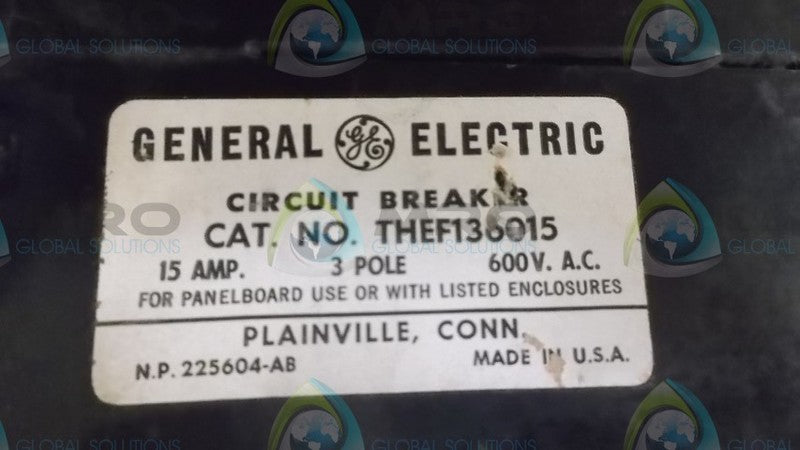 GENERAL GE ELECTRIC
CIRCUIT BREAKER
CAT. NO. THEF136015
15 AMP. 3 POLE 600V. A.C.
FOR PANELBOARD USE OR WITH LISTED ENCLOSURES
PLAINVILLE, CONN.
N.P. 225604-AB MADE IN U.S.A.
MRO
GLOBAL SOLUTIONS